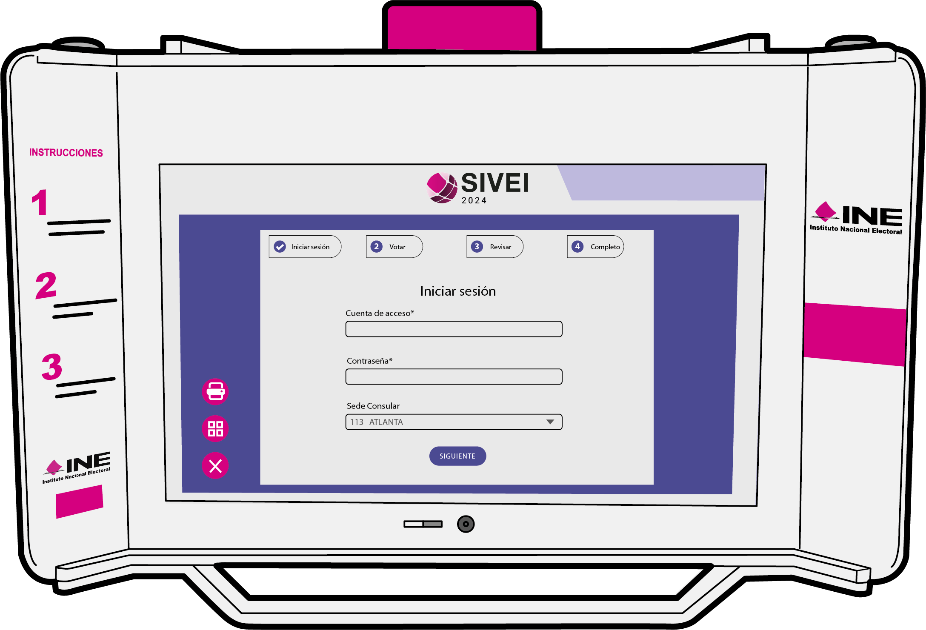 INSTRUCCIONES
1
2
3
INE
Instituto Nacional Electoral
SIVEI
2024
Iniciar sesión
2 Votar
3 Revisar
4 Completo
Iniciar sesión
Cuenta de acceso*
Contraseña*
Sede Consular
113 ATLANTA
SIGUIENTE
INE
Instituto Nacional Electoral